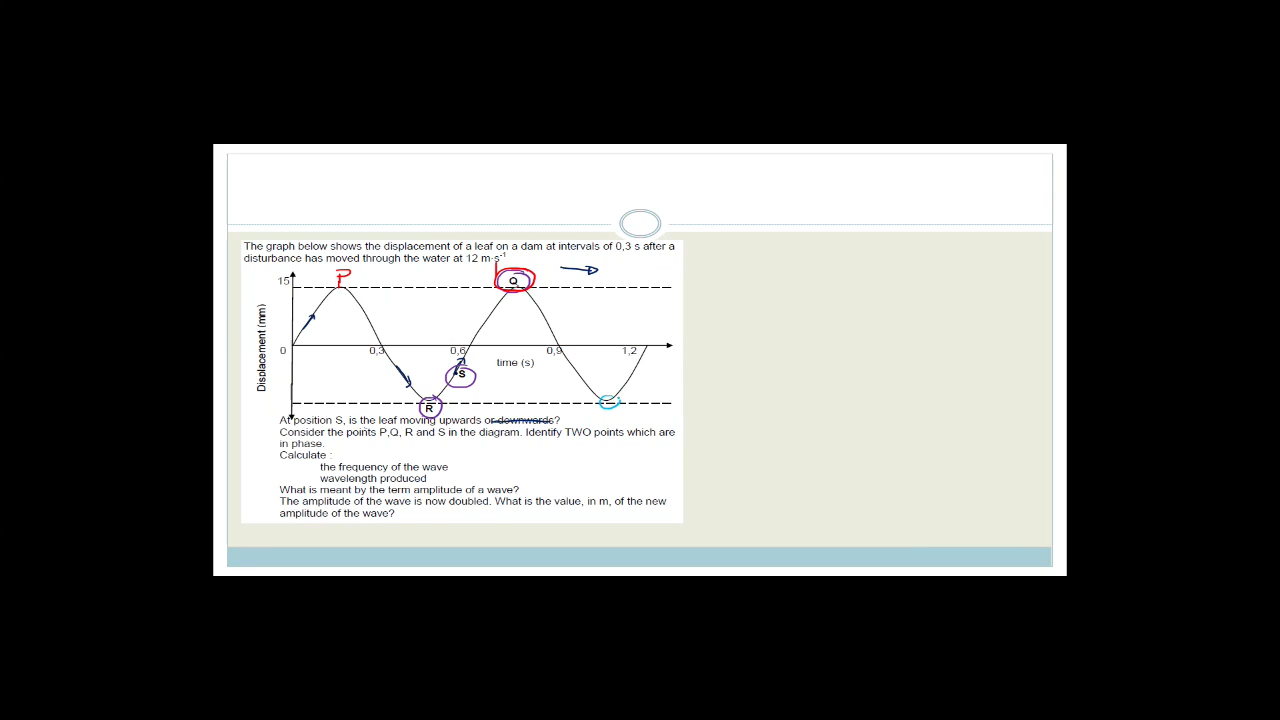 The graph below shows the displacement of a leaf on a dam at intervals of 0,3 s after a
disturbance has moved through the water at 12 m·s⁻¹
15
P
Q
Displacement (mm)
0
0,3
0,6
0,9
1,2
time (s)
S
R
At position S, is the leaf moving upwards or downwards?
Consider the points P,Q, R and S in the diagram. Identify TWO points which are
in phase.
Calculate :
the frequency of the wave
wavelength produced
What is meant by the term amplitude of a wave?
The amplitude of the wave is now doubled. What is the value, in m, of the new
amplitude of the wave?